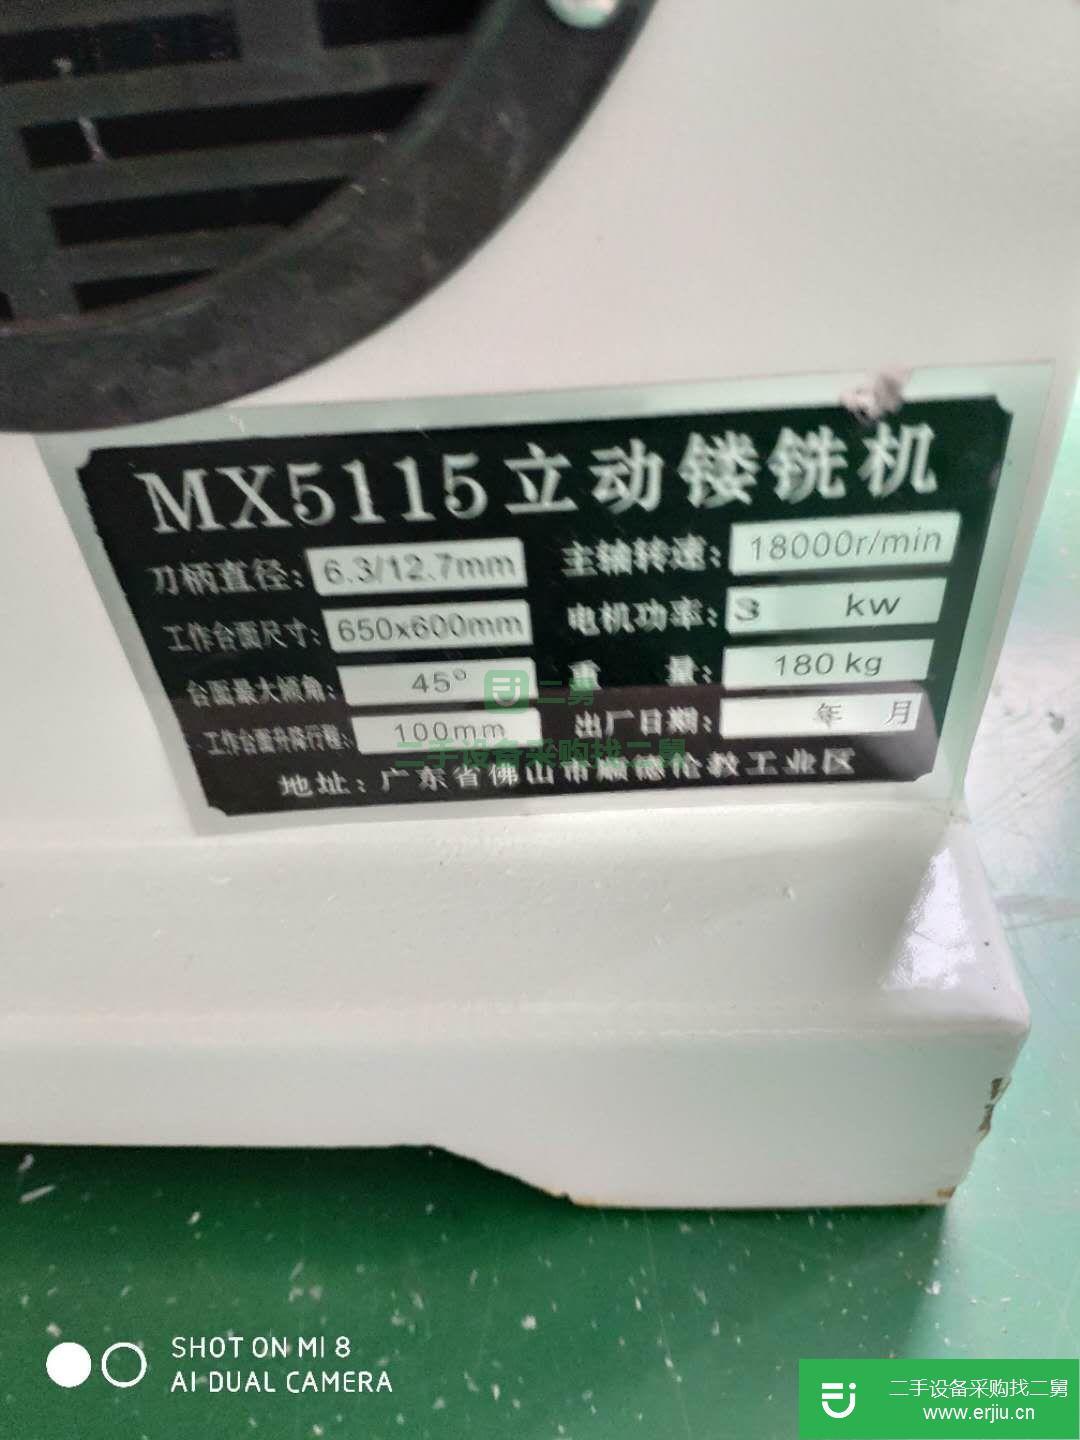 MX5115立动镂铣机
刀柄直径: 6.3/12.7mm 主轴转速: 18000r/min
工作台面尺寸: 650x600mm 电机功率: 3 kw
台面最大倾角: 45° 重 量: 180kg
工作台面升降行程: 100mm 出厂日期: 年 月
地址: 广东省佛山市顺德伦教工业区
二舅
二手设备采购找二舅
SHOT ON MI 8
AI DUAL CAMERA
二手设备采购找二舅
www.erjiu.cn